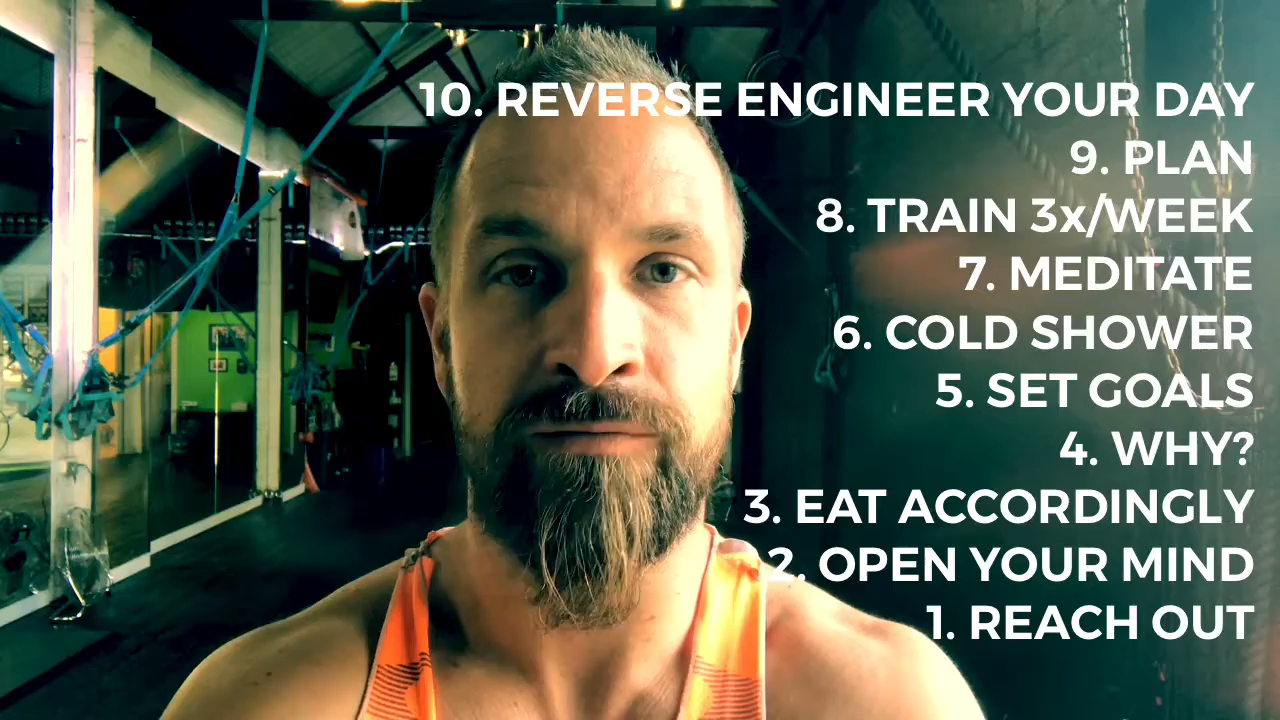 10. REVERSE ENGINEER YOUR DAY
9. PLAN
8. TRAIN 3x/WEEK
7. MEDITATE
6. COLD SHOWER
5. SET GOALS
4. WHY?
3. EAT ACCORDINGLY
2. OPEN YOUR MIND
1. REACH OUT